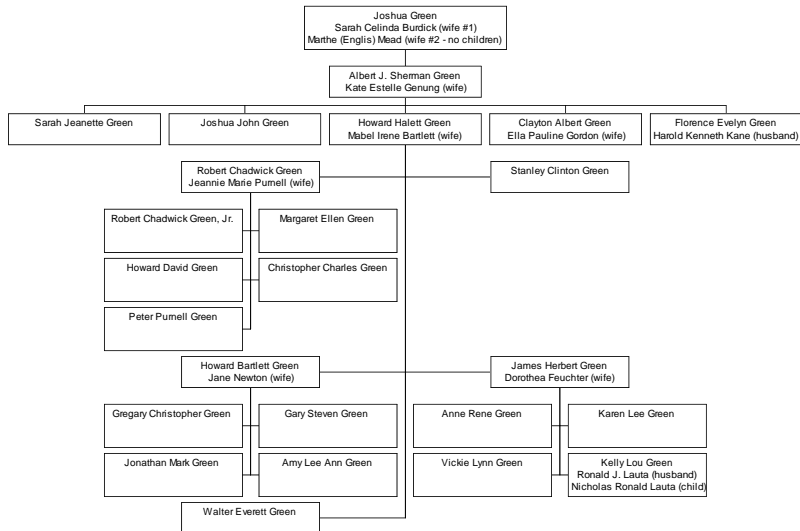 Joshua Green
Sarah Celinda Burdick (wife #1)
Marthe (Englis) Mead (wife #2 - no children)
Albert J. Sherman Green
Kate Estelle Genung (wife)
Sarah Jeanette Green
Joshua John Green
Howard Halett Green
Mabel Irene Bartlett (wife)
Clayton Albert Green
Ella Pauline Gordon (wife)
Florence Evelyn Green
Harold Kenneth Kane (husband)
Robert Chadwick Green
Jeannie Marie Purnell (wife)
Stanley Clinton Green
Robert Chadwick Green, Jr.
Margaret Ellen Green
Howard David Green
Christopher Charles Green
Peter Purnell Green
Howard Bartlett Green
Jane Newton (wife)
James Herbert Green
Dorothea Feuchter (wife)
Gregary Christopher Green
Gary Steven Green
Anne Rene Green
Karen Lee Green
Jonathan Mark Green
Amy Lee Ann Green
Vickie Lynn Green
Kelly Lou Green
Ronald J. Lauta (husband)
Nicholas Ronald Lauta (child)
Walter Everett Green